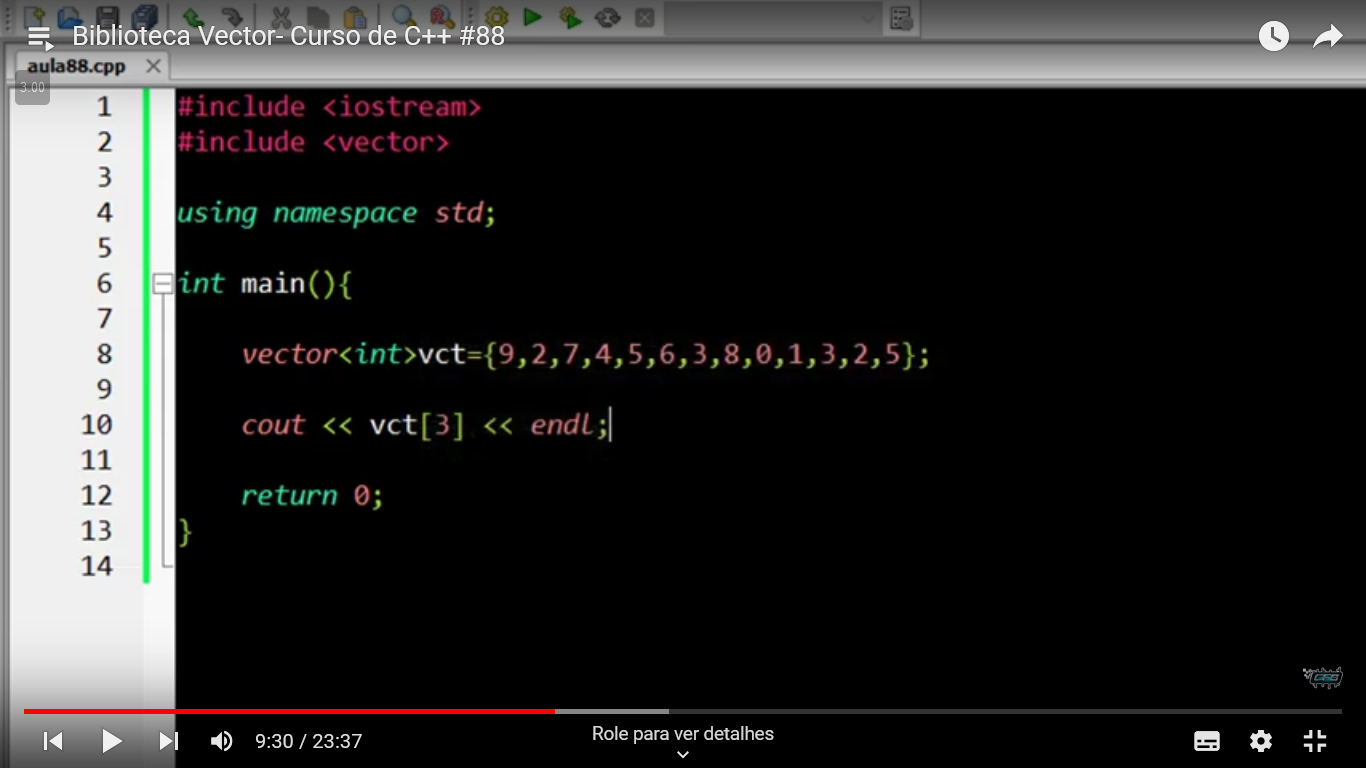 Biblioteca Vector- Curso de C++ #88
aula88.cpp
3.00
1 #include <iostream>
2 #include <vector>
3
4 using namespace std;
5
6 int main(){
7
8 vector<int>vct={9,2,7,4,5,6,3,8,0,1,3,2,5};
9
10 cout << vct[3] << endl;
11
12 return 0;
13 }
14
9:30 / 23:37
Role para ver detalhes